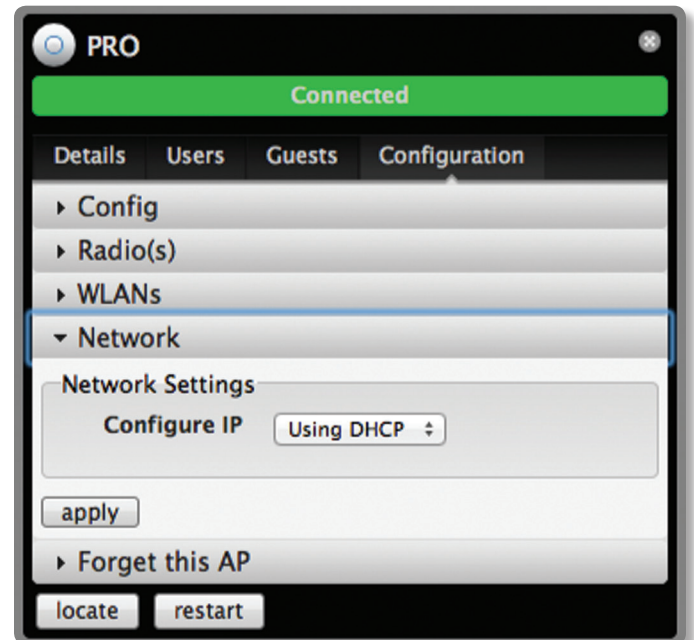 PRO
Connected
Details Users Guests Configuration
Config
Radio(s)
WLANs
Network
Network Settings
Configure IP Using DHCP
apply
Forget this AP
locate restart